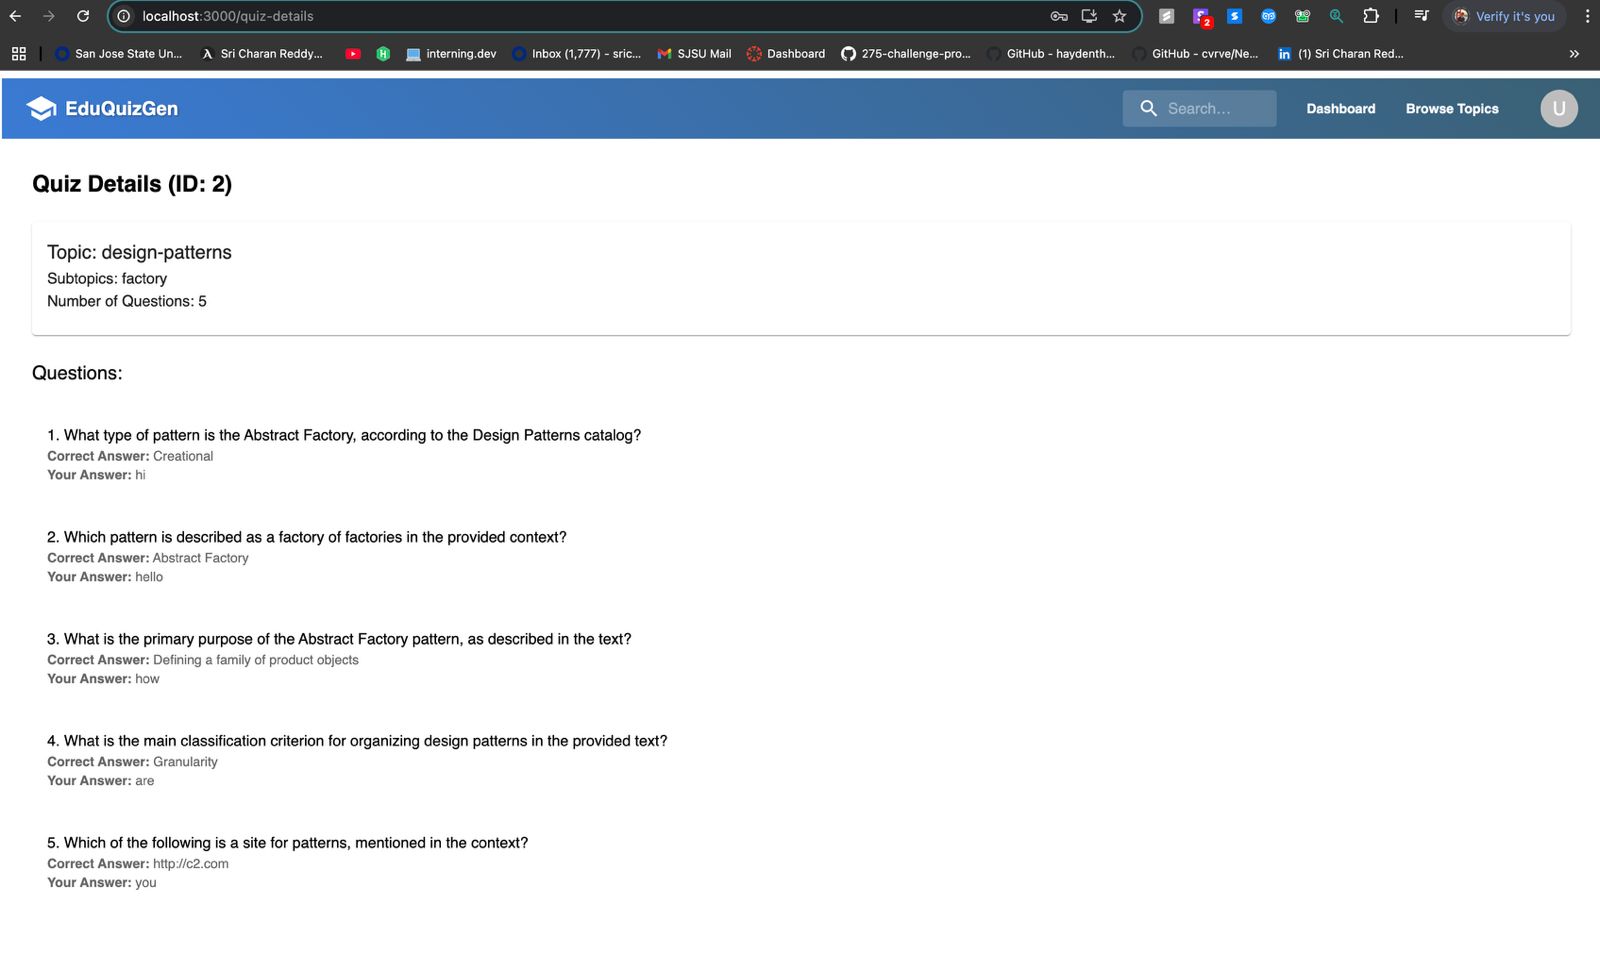 localhost:3000/quiz-details
Verify it's you
2
San Jose State Un...
Sri Charan Reddy...
interning.dev
Inbox (1,777) - sric...
SJSU Mail
Dashboard
275-challenge-pro...
GitHub - haydenth...
GitHub - cvrve/Ne...
(1) Sri Charan Red...
EduQuizGen
Search...
Dashboard
Browse Topics
U
Quiz Details (ID: 2)
Topic: design-patterns
Subtopics: factory
Number of Questions: 5
Questions:
1. What type of pattern is the Abstract Factory, according to the Design Patterns catalog?
Correct Answer: Creational
Your Answer: hi
2. Which pattern is described as a factory of factories in the provided context?
Correct Answer: Abstract Factory
Your Answer: hello
3. What is the primary purpose of the Abstract Factory pattern, as described in the text?
Correct Answer: Defining a family of product objects
Your Answer: how
4. What is the main classification criterion for organizing design patterns in the provided text?
Correct Answer: Granularity
Your Answer: are
5. Which of the following is a site for patterns, mentioned in the context?
Correct Answer: http://c2.com
Your Answer: you